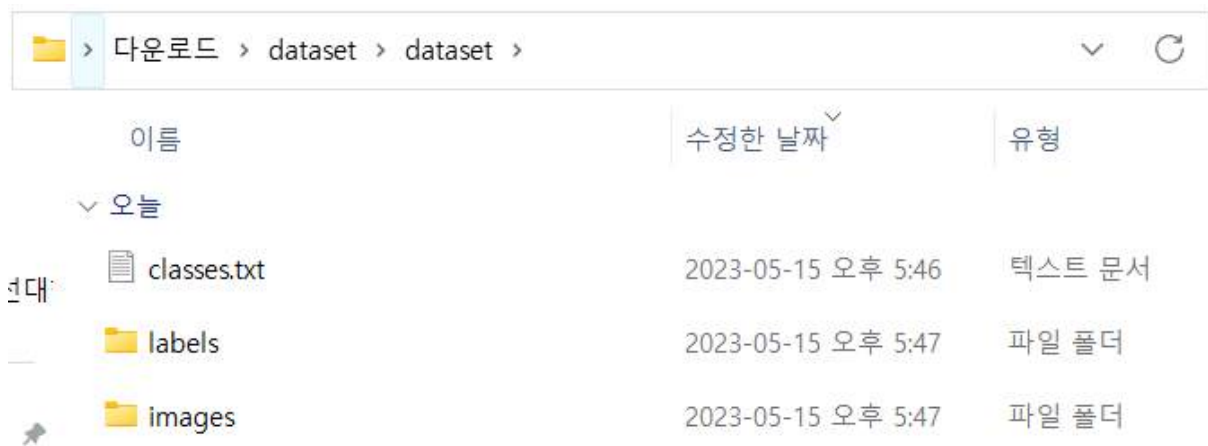 > 다운로드 > dataset > dataset >
이름 수정한 날짜 유형
오늘
classes.txt 2023-05-15 오후 5:46 텍스트 문서
labels 2023-05-15 오후 5:47 파일 폴더
images 2023-05-15 오후 5:47 파일 폴더